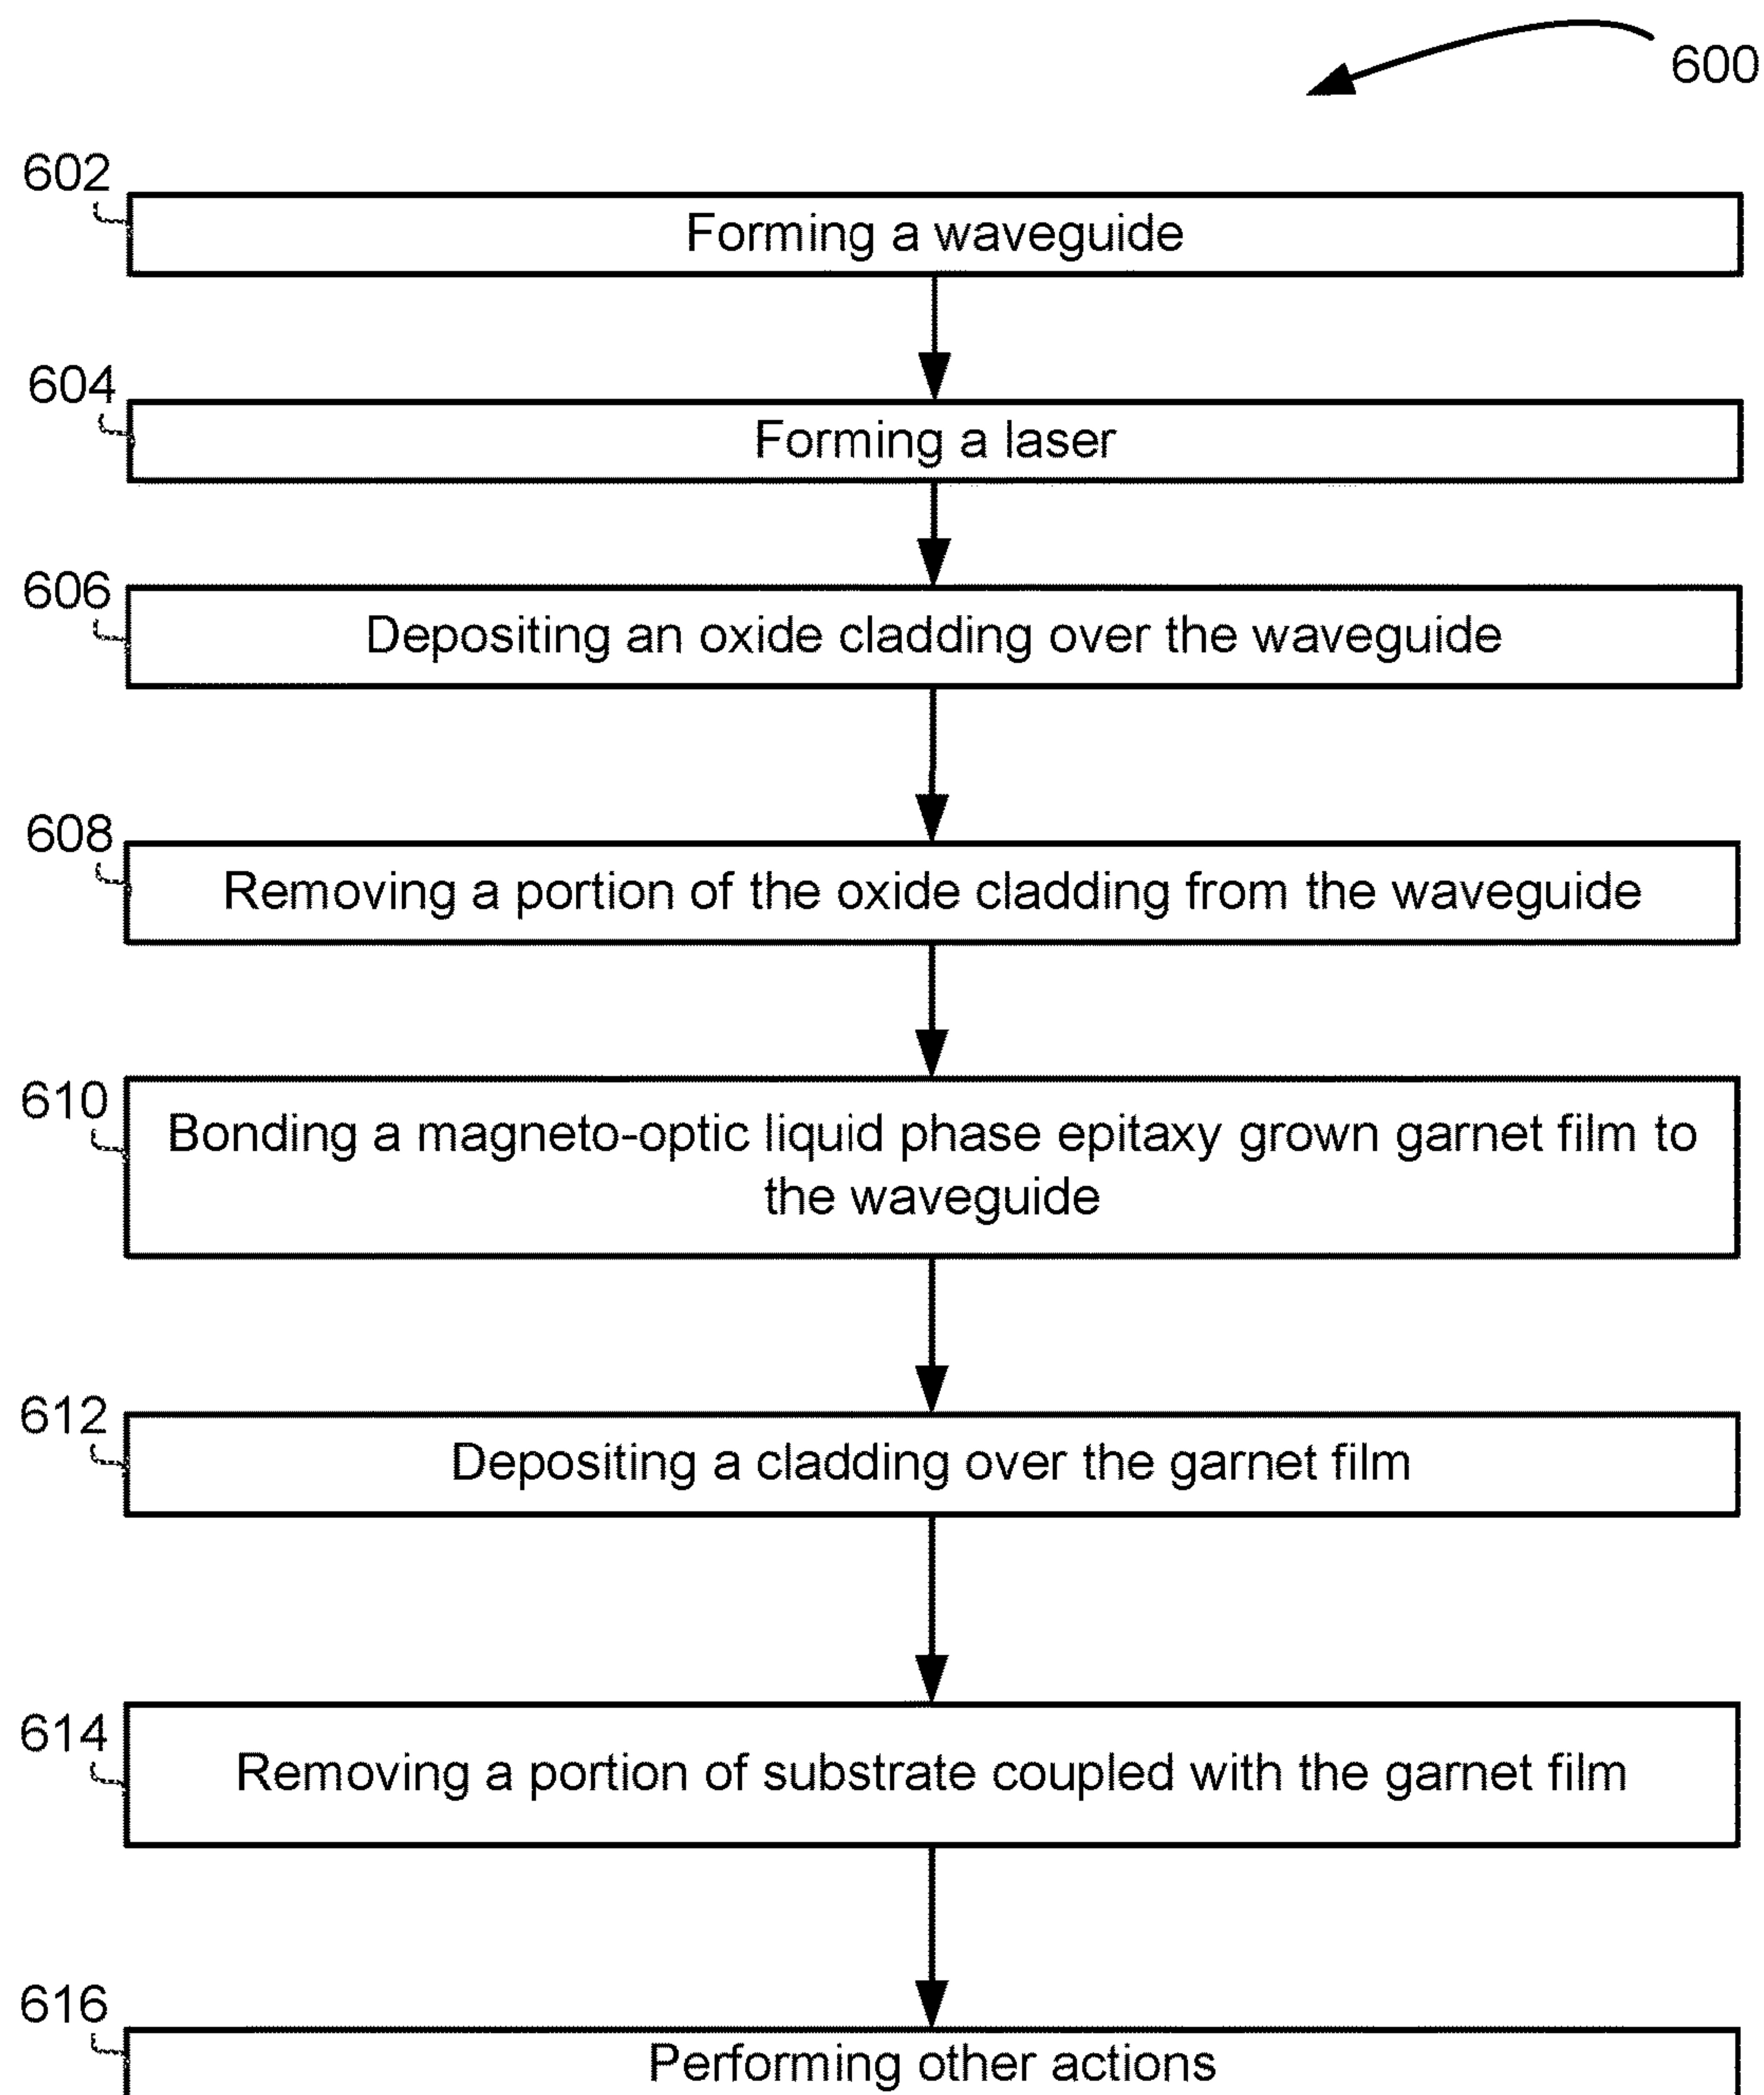 600
602
Forming a waveguide
604
Forming a laser
606
Depositing an oxide cladding over the waveguide
608
Removing a portion of the oxide cladding from the waveguide
610
Bonding a magneto-optic liquid phase epitaxy grown garnet film to
the waveguide
612
Depositing a cladding over the garnet film
614
Removing a portion of substrate coupled with the garnet film
616
Performing other actions